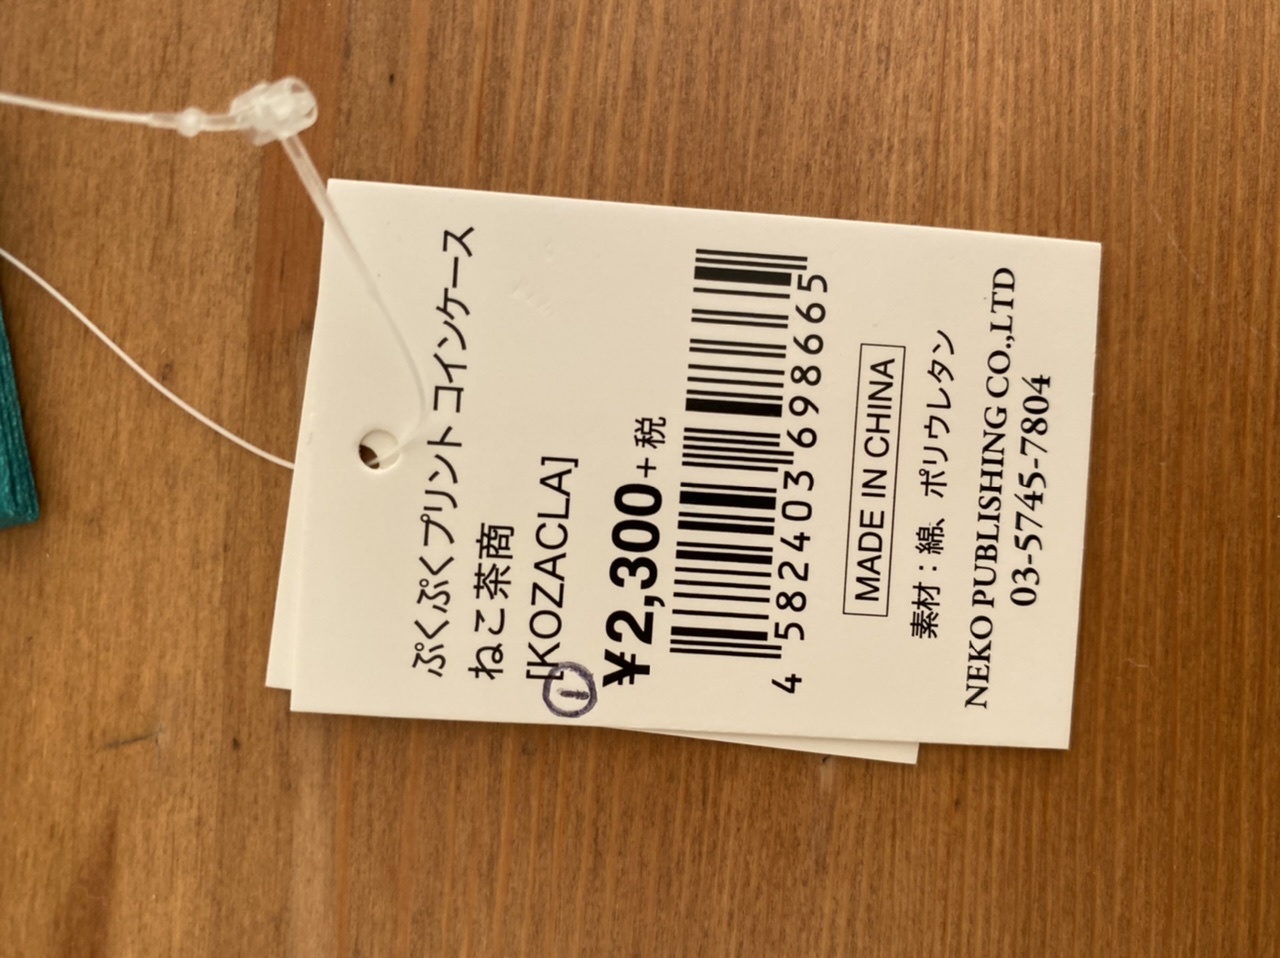 ぷくぷくプリントコインケース
ねこ茶商
[KOZACLA]
①
¥2,300+税
4 582403 698665
MADE IN CHINA
素材：綿、ポリウレタン
NEKO PUBLISHING CO.,LTD
03-5745-7804